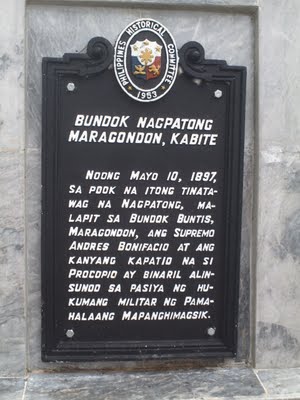 PHILIPPINES HISTORICAL COMMITTEE
1953
BUNDOK NAGPATONG
MARAGONDON, KABITE
NOONG MAYO 10, 1897,
SA POOK NA ITONG TINATA-
WAG NA NAGPATONG, MA-
LAPIT SA BUNDOK BUNTIS,
MARAGONDON, ANG SUPREMO
ANDRES BONIFACIO AT ANG
KANYANG KAPATID NA SI
PROCOPIO AY BINARIL ALIN-
SUNOD SA PASIYA NG HU-
KUMANG MILITAR NG PAMA-
HALAANG MAPANGHIMAGSIK.